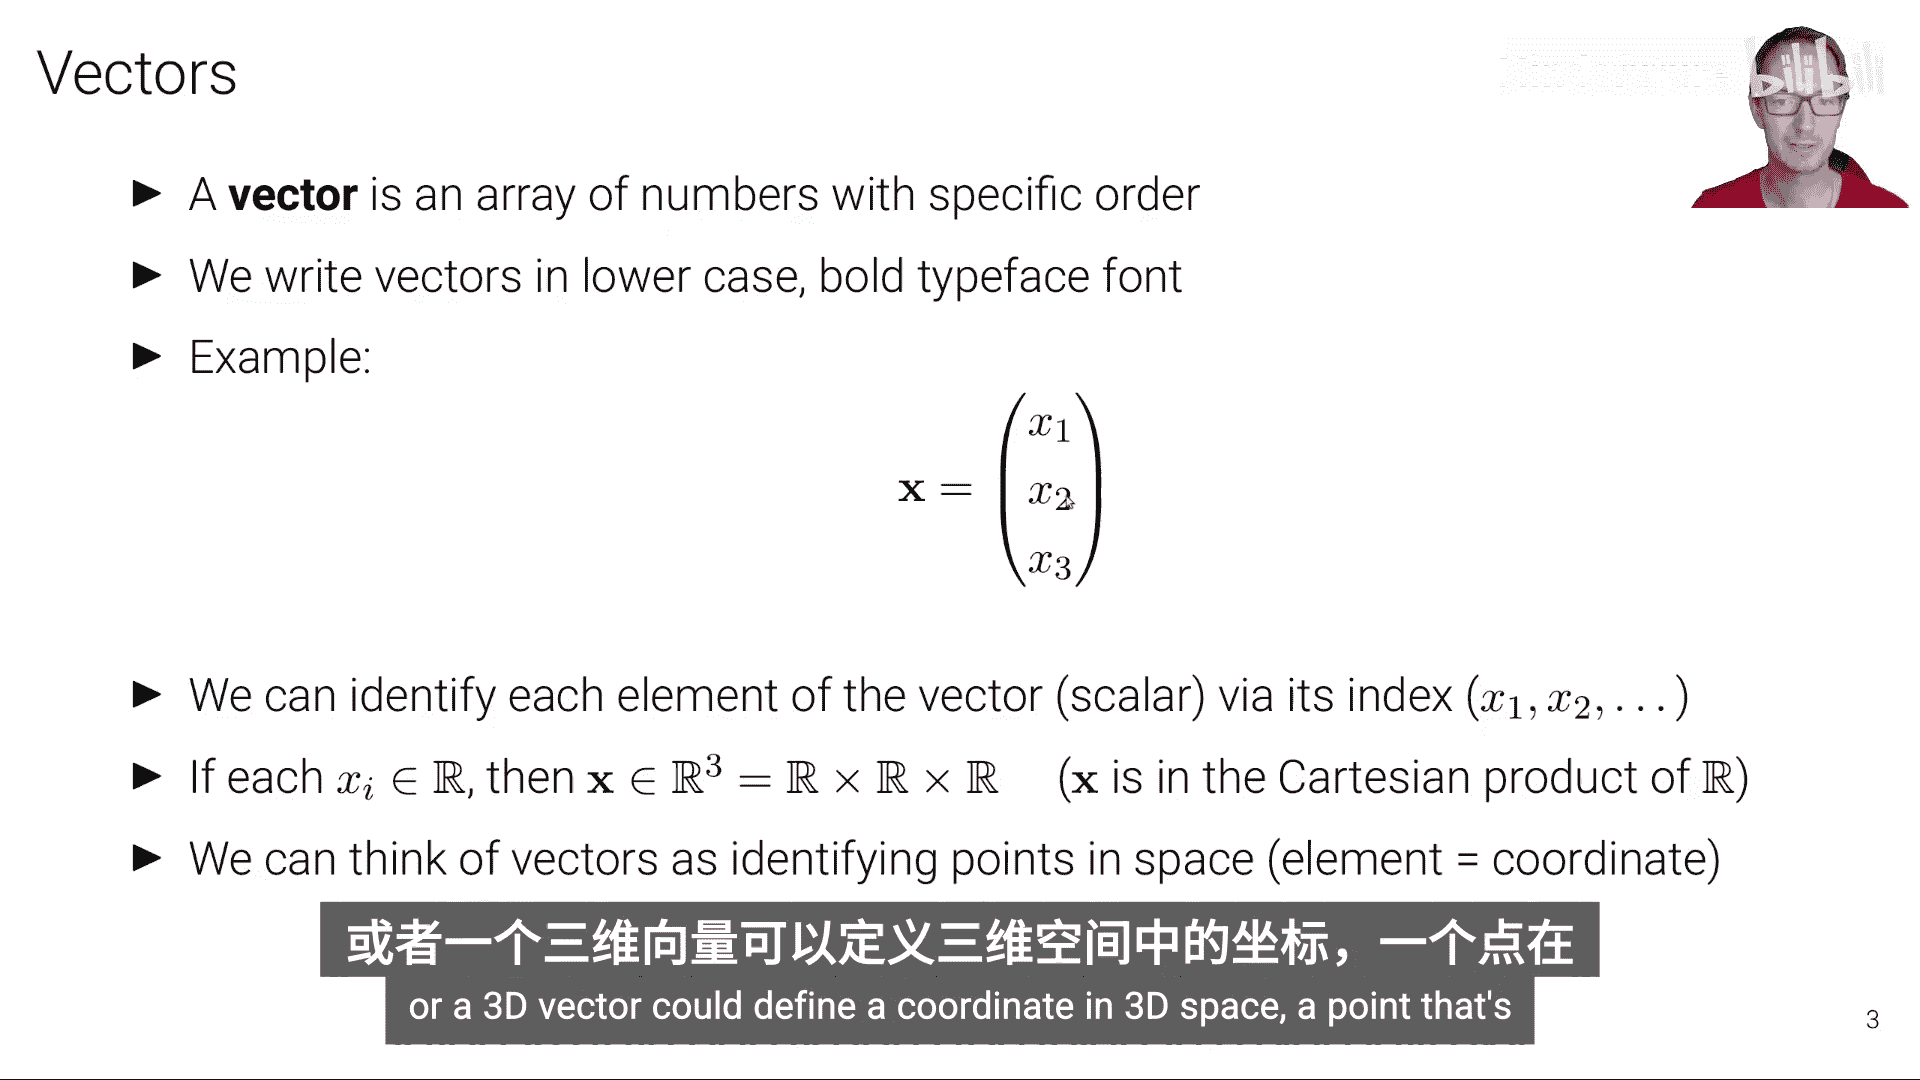 Vectors
bilibili
► A vector is an array of numbers with specific order
► We write vectors in lower case, bold typeface font
► Example:
x = (x₁ x₂ x₃)
► We can identify each element of the vector (scalar) via its index (x₁, x₂, . . . )
► If each xᵢ ∈ ℝ, then x ∈ ℝ³ = ℝ × ℝ × ℝ (x is in the Cartesian product of ℝ)
► We can think of vectors as identifying points in space (element = coordinate)
或者一个三维向量可以定义三维空间中的坐标，一个点在
or a 3D vector could define a coordinate in 3D space, a point that's
3